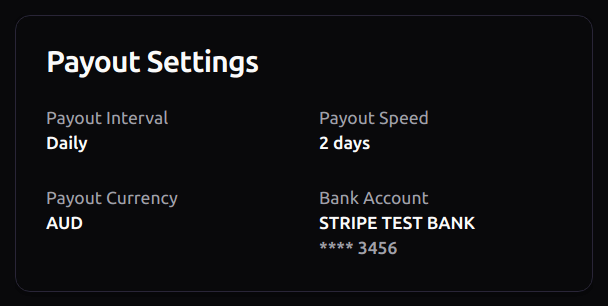 Payout Settings
Payout Interval
Daily
Payout Speed
2 days
Payout Currency
AUD
Bank Account
STRIPE TEST BANK
**** 3456